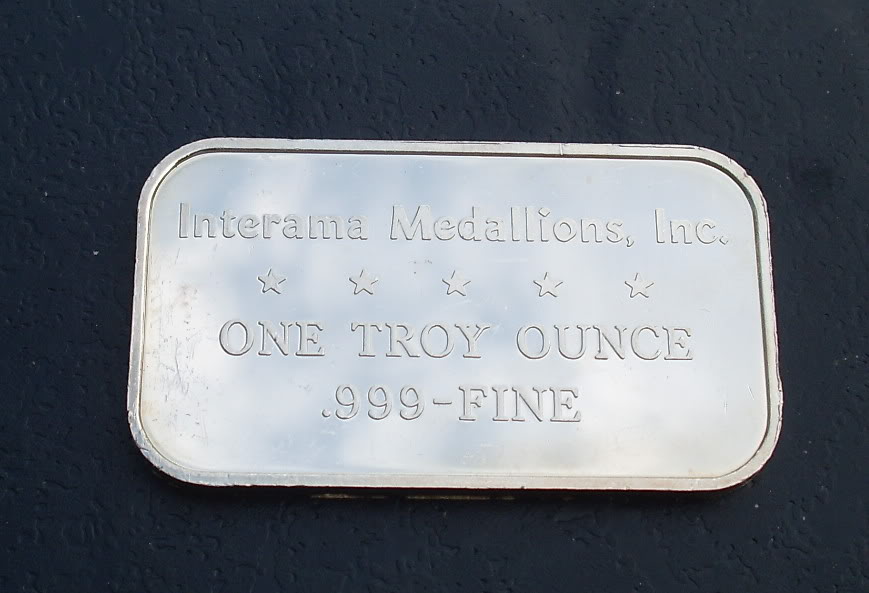 Interama Medallions, Inc.
ONE TROY OUNCE
.999-FINE